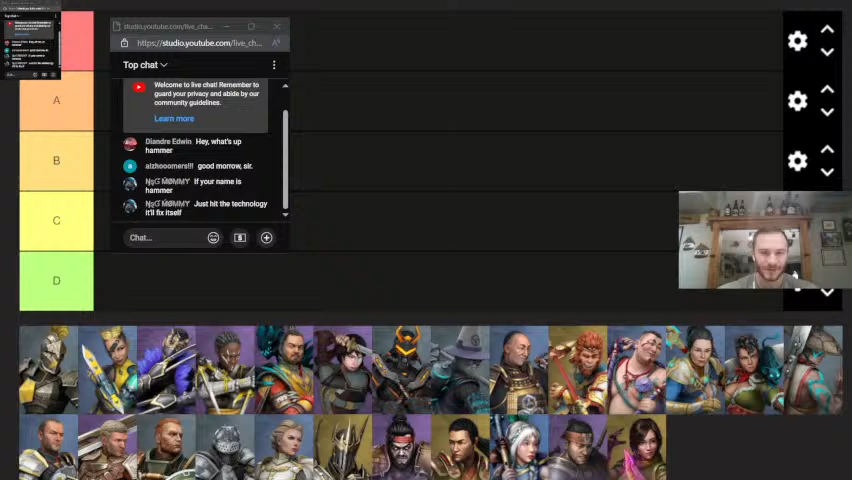 studio.youtube.com/live_cha...
https://studio.youtube.com/live_ch...
Top chat
Welcome to live chat! Remember to
guard your privacy and abide by our
community guidelines.
Learn more
Diandre Edwin Hey, what's up
hammer
alzhooomers!!! good morrow, sir.
If your name is
hammer
Just hit the technology
it'll fix itself
Chat...
A
B
C
D